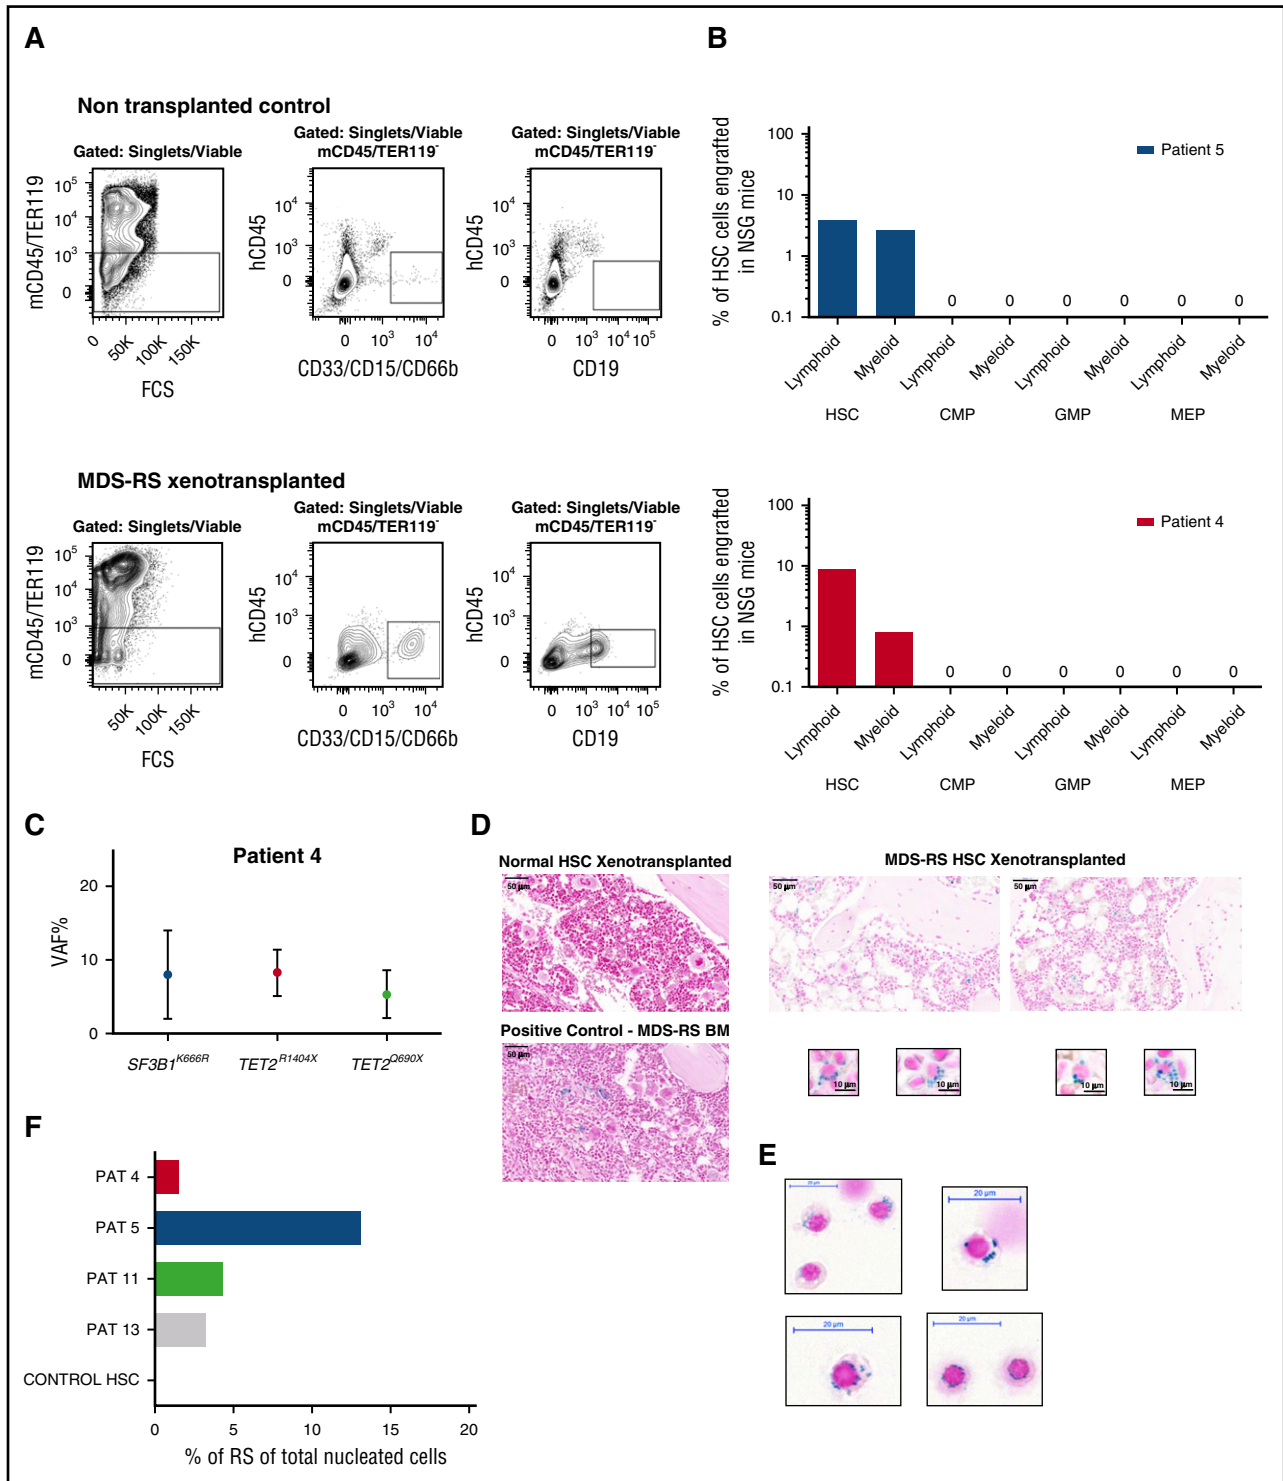 A
Non transplanted control
Gated: Singlets/Viable
mCD45/TER119
10^5
10^4
10^3
0
0
50K
100K
150K
FCS
Gated: Singlets/Viable
mCD45/TER119^-
hCD45
10^4
10^3
0
0
10^3
10^4
CD33/CD15/CD66b
Gated: Singlets/Viable
mCD45/TER119^-
hCD45
10^4
10^3
0
0
10^3
10^4
10^5
CD19
MDS-RS xenotransplanted
Gated: Singlets/Viable
mCD45/TER119
10^5
10^4
10^3
0
50K
100K
150K
FCS
Gated: Singlets/Viable
mCD45/TER119^-
hCD45
10^4
10^3
0
0
10^3
10^4
CD33/CD15/CD66b
Gated: Singlets/Viable
mCD45/TER119^-
hCD45
10^4
10^3
0
0
10^3
10^4
10^5
CD19
B
% of HSC cells engrafted
in NSG mice
100
10
1
0.1
Patient 5
0 0 0 0 0 0
Lymphoid Myeloid Lymphoid Myeloid Lymphoid Myeloid Lymphoid Myeloid
HSC CMP GMP MEP
% of HSC cells engrafted
in NSG mice
100
10
1
0.1
Patient 4
0 0 0 0 0 0
Lymphoid Myeloid Lymphoid Myeloid Lymphoid Myeloid Lymphoid Myeloid
HSC CMP GMP MEP
C
Patient 4
VAF%
20
10
0
SF3B1^K666R TET2^R1404X TET2^Q690X
D
Normal HSC Xenotransplanted
50 μm
Positive Control - MDS-RS BM
50 μm
MDS-RS HSC Xenotransplanted
50 μm
50 μm
10 μm
10 μm
10 μm
10 μm
E
20 μm
20 μm
20 μm
20 μm
F
PAT 4
PAT 5
PAT 11
PAT 13
CONTROL HSC
0 5 10 15 20
% of RS of total nucleated cells